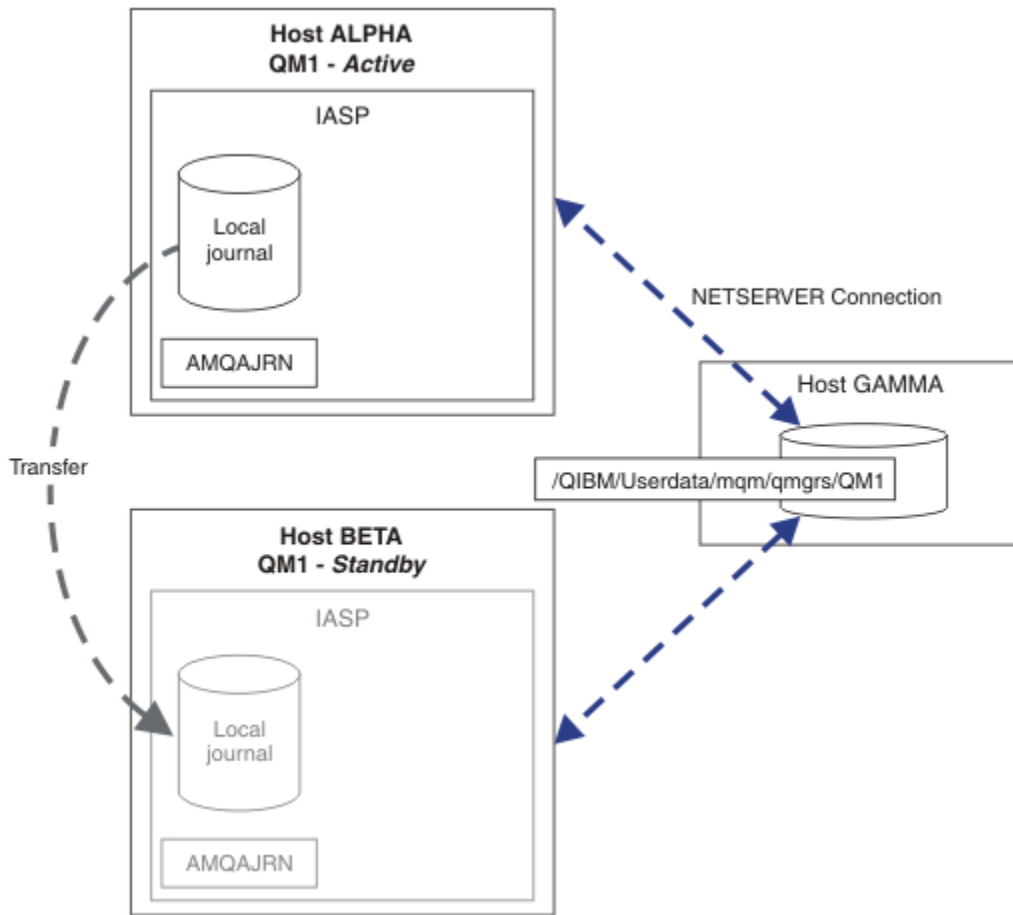 Host ALPHA
QM1 - Active
IASP
Local
journal
AMQAJRN
NETSERVER Connection
Host GAMMA
/QIBM/Userdata/mqm/qmgrs/QM1
Transfer
Host BETA
QM1 - Standby
IASP
Local
journal
AMQAJRN